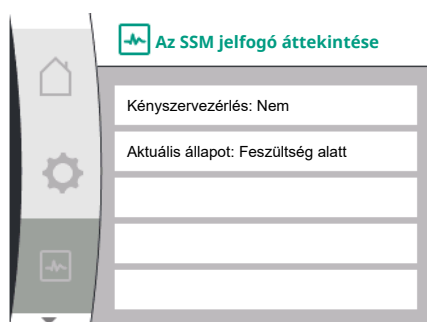 Az SSM jelfogó áttekintése
Kényszervezérlés: Nem
Aktuális állapot: Feszültség alatt